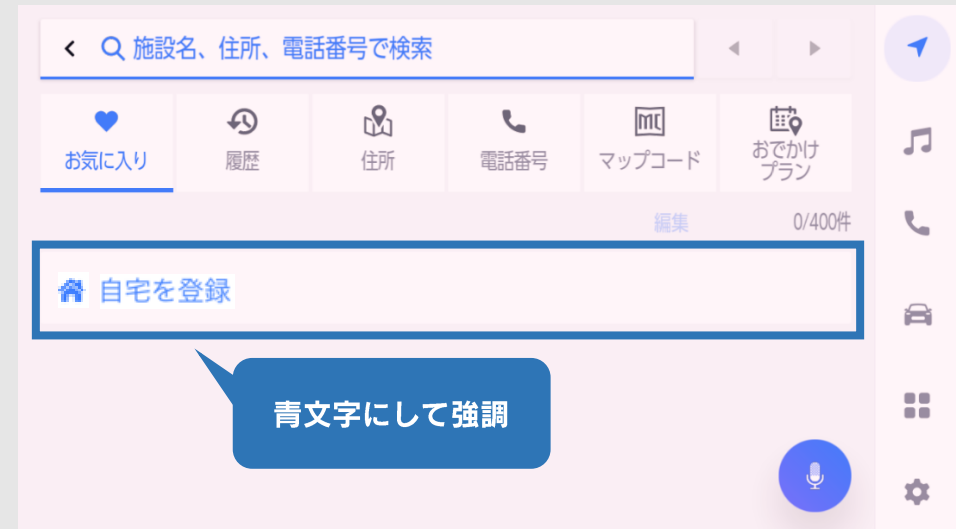 施設名、住所、電話番号で検索
お気に入り
履歴
住所
電話番号
マップコード
おでかけ
プラン
編集
0/400件
自宅を登録
青文字にして強調